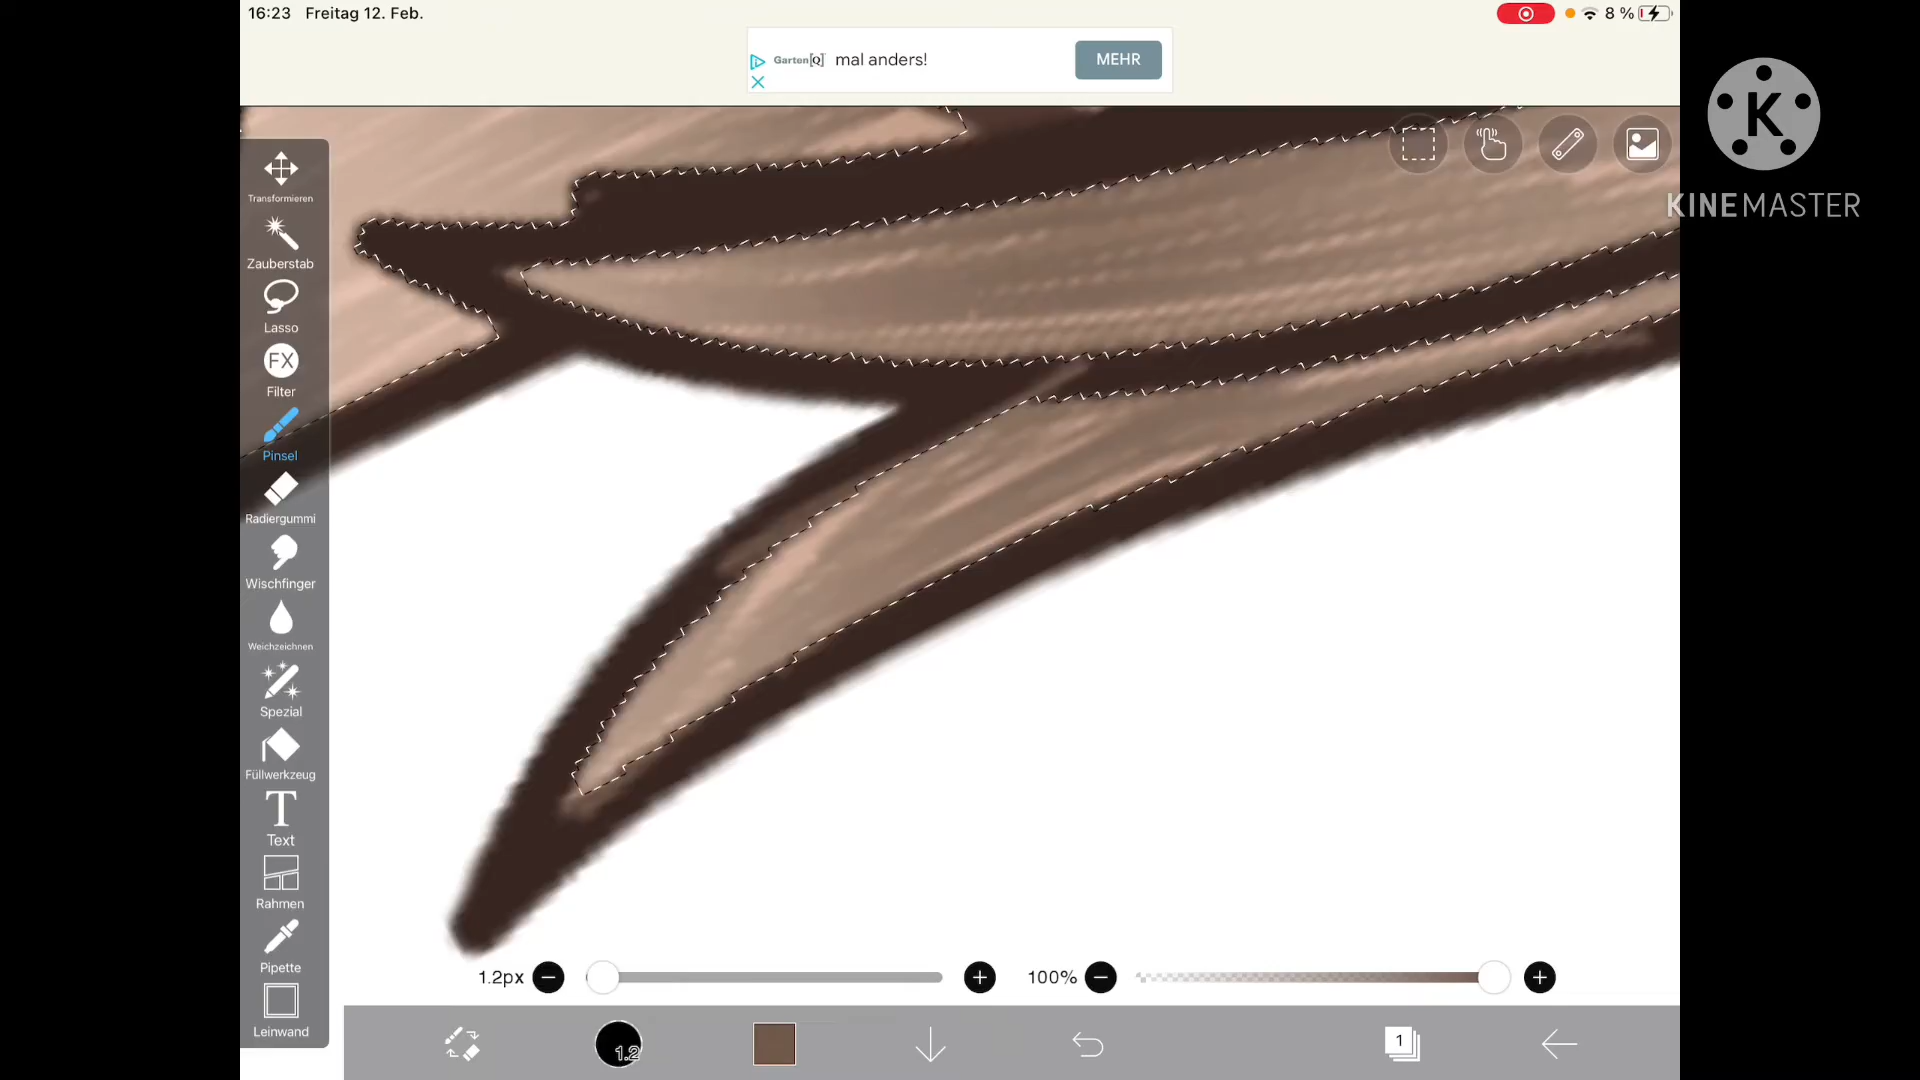 16:23 Freitag 12. Feb.
8 %
Garten[Q] mal anders!
MEHR
K
KINEMASTER
Transformieren
Zauberstab
Lasso
FX
Filter
Pinsel
Radiergummi
Wischfinger
Weichzeichnen
Spezial
Füllwerkzeug
T
Text
Rahmen
Pipette
Leinwand
1.2px
100%
1.2
1